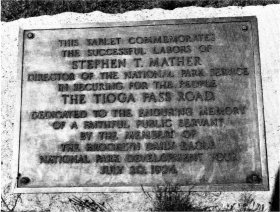 THIS TABLET COMMEMORATES
THE SUCCESSFUL LABORS OF
STEPHEN T. MATHER
DIRECTOR OF THE NATIONAL PARK SERVICE
IN SECURING FOR THE PEOPLE
THE TIOGA PASS ROAD
DEDICATED TO THE ENDURING MEMORY
OF A FAITHFUL PUBLIC SERVANT
BY THE MEMBERS OF
THE BROOKLYN DAILY EAGLE
NATIONAL PARK DEVELOPMENT TOUR
JULY 20, 1924.